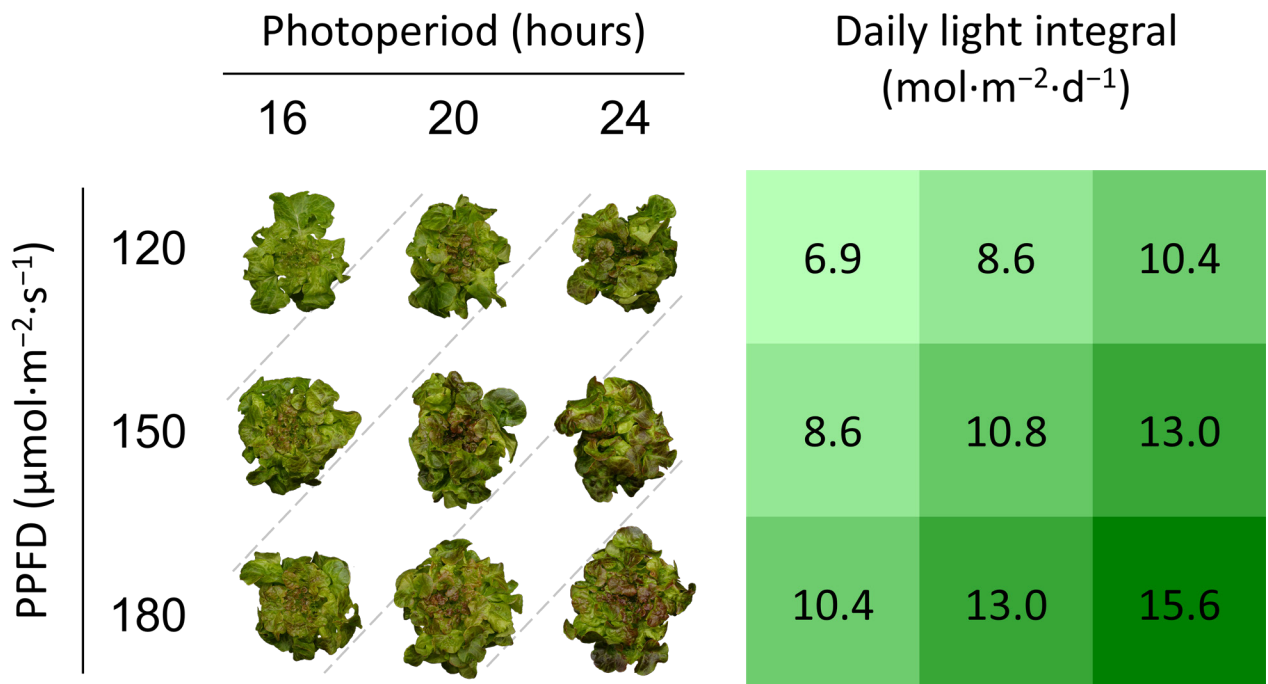 Photoperiod (hours)
16 20 24
Daily light integral
(mol·m⁻²·d⁻¹)
PPFD (µmol·m⁻²·s⁻¹)
120
150
180
6.9 8.6 10.4
8.6 10.8 13.0
10.4 13.0 15.6